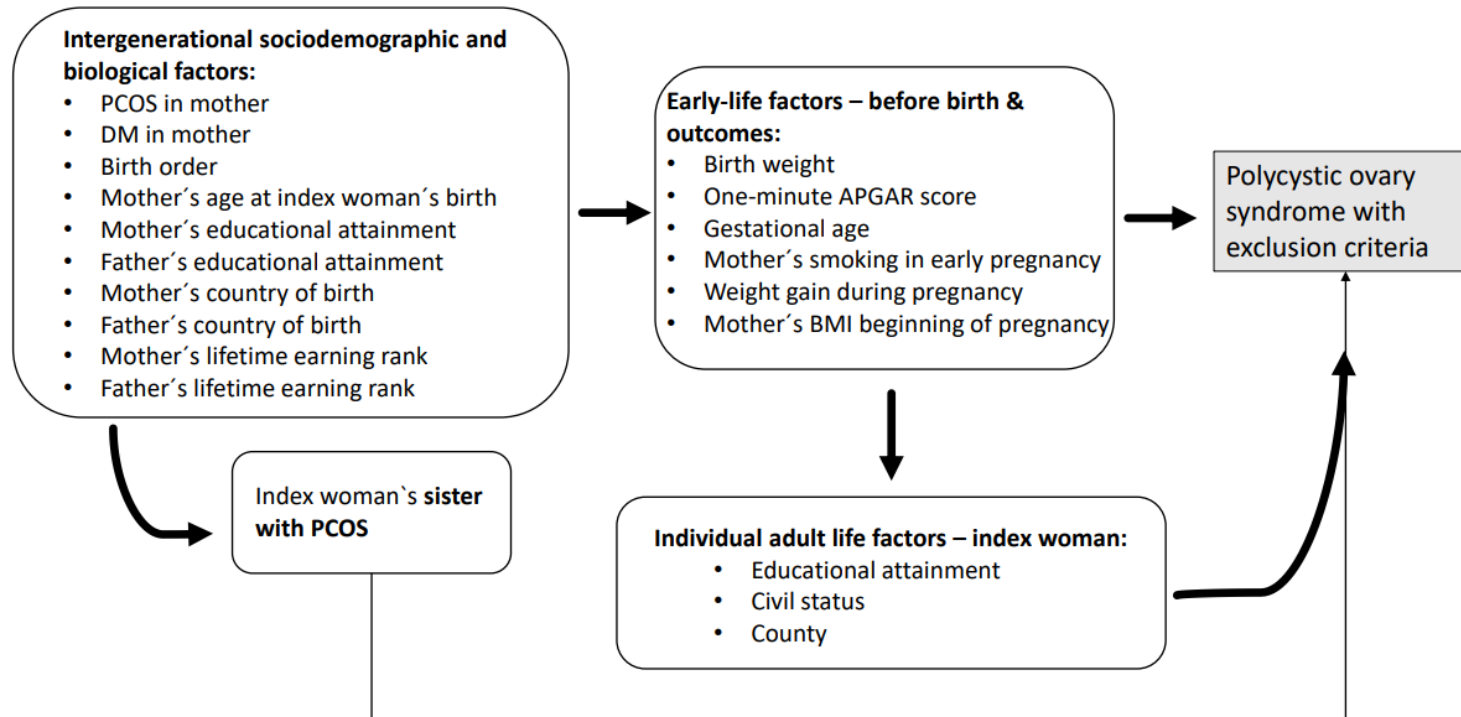 Intergenerational sociodemographic and
biological factors:
• PCOS in mother
• DM in mother
• Birth order
• Mother´s age at index woman´s birth
• Mother´s educational attainment
• Father´s educational attainment
• Mother´s country of birth
• Father´s country of birth
• Mother´s lifetime earning rank
• Father´s lifetime earning rank
Early-life factors – before birth &
outcomes:
• Birth weight
• One-minute APGAR score
• Gestational age
• Mother´s smoking in early pregnancy
• Weight gain during pregnancy
• Mother´s BMI beginning of pregnancy
Polycystic ovary
syndrome with
exclusion criteria
Index woman`s sister
with PCOS
Individual adult life factors – index woman:
• Educational attainment
• Civil status
• County